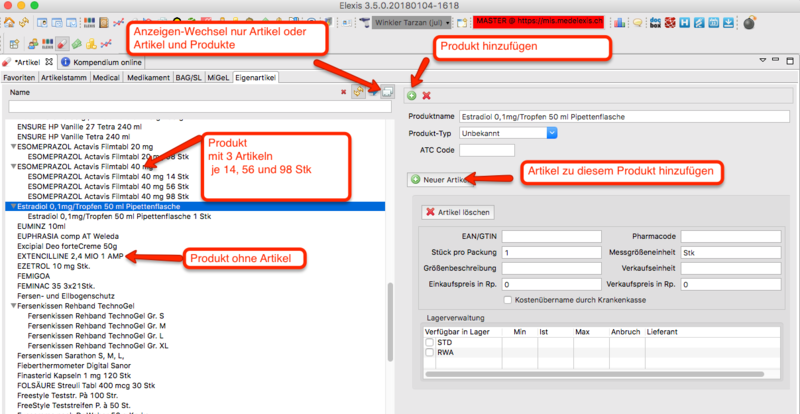 Elexis 3.5.0.20180104-1618
Anzeigen-Wechsel nur Artikel oder
Artikel und Produkte
Winkler Tarzan (jul)
MASTER @ https://mis.medelexis.ch
*Artikel
Kompendium online
Produkt hinzufügen
Favoriten
Artikelstamm
Medical
Medikament
BAG/SL
MiGeL
Eigenartikel
Name
ENSURE HP Vanille 27 Tetra 240 ml
ENSURE HP Vanille Tetra 240 ml
ESOMEPRAZOL Actavis Filmtabl 20 mg
ESOMEPRAZOL Actavis Filmtabl 20 mg 98 Stk
ESOMEPRAZOL Actavis Filmtabl 40 mg
ESOMEPRAZOL Actavis Filmtabl 40 mg 14 Stk
ESOMEPRAZOL Actavis Filmtabl 40 mg 56 Stk
ESOMEPRAZOL Actavis Filmtabl 40 mg 98 Stk
Estradiol 0,1mg/Tropfen 50 ml Pipettenflasche
Estradiol 0,1mg/Tropfen 50 ml Pipettenflasche 1 Stk
EUMINZ 10ml
EUPHRASIA comp AT Weleda
Excipial Deo forteCreme 50g
EXTENCILLINE 2,4 MIO 1 AMP
EZETROL 10 mg Stk.
FEMIGOA
FEMINAC 35 3x21Stk.
Fersen- und Ellbogenschutz
Fersenkissen Rehband TechnoGel
Fersenkissen Rehband TechnoGel Gr. S
Fersenkissen Rehband TechnoGel Gr. M
Fersenkissen Rehband TechnoGel Gr. L
Fersenkissen Rehband TechnoGel Gr. XL
Fersenkissen Sarathon S, M, L,
Fieberthermometer Digital Sanor
Finasterid Kapseln 1 mg 120 Stk
FOLSÄURE Streuli Tabl 400 mcg 30 Stk
Freestyle Teststr. Pà 100 Str.
FreeStyle Teststreifen P. à 50 St.
Produkt
mit 3 Artikeln
je 14, 56 und 98 Stk
Produkt ohne Artikel
Produktname
Estradiol 0,1mg/Tropfen 50 ml Pipettenflasche
Produkt-Typ
Unbekannt
ATC Code
Neuer Artikel
Artikel zu diesem Produkt hinzufügen
Artikel löschen
EAN/GTIN
Pharmacode
Stück pro Packung
1
Messgrößeneinheit
Stk
Größenbeschreibung
Verkaufseinheit
Einkaufspreis in Rp.
0
Verkaufspreis in Rp.
0
Kostenübername durch Krankenkasse
Lagerverwaltung
Verfügbar in Lager
Min
Ist
Max
Anbruch
Lieferant
STD
RWA